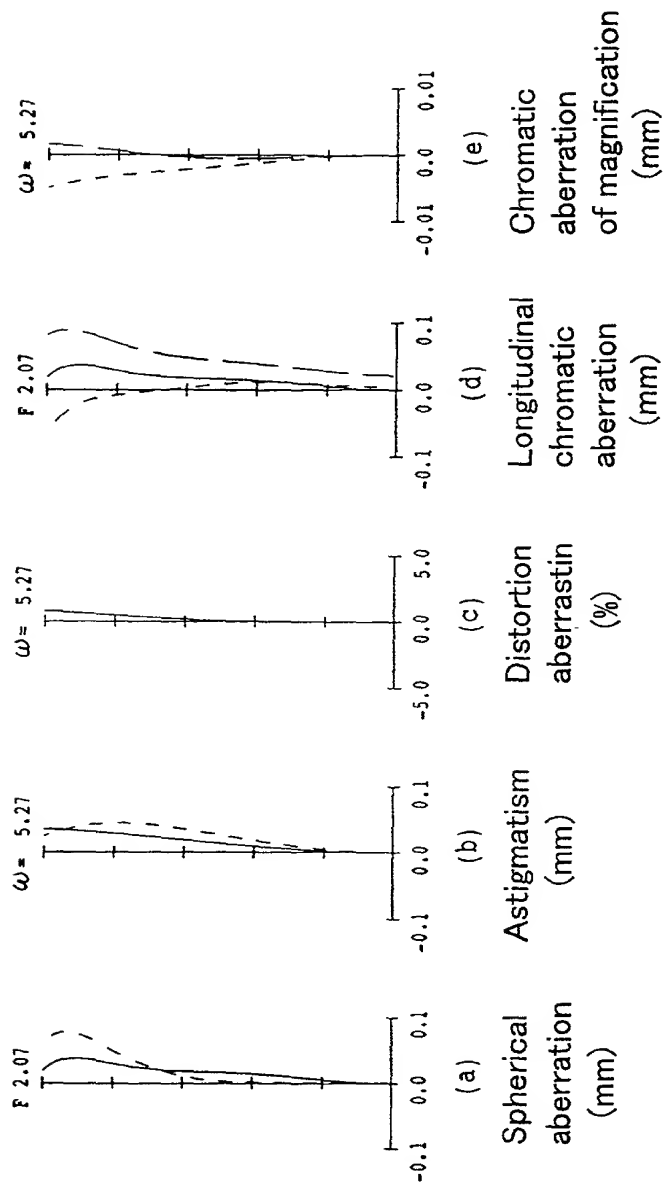 F 2.07
0.1
0.0
-0.1
(a)
Spherical
aberration
(mm)
ω= 5.27
0.1
0.0
-0.1
(b)
Astigmatism
(mm)
ω= 5.27
5.0
0.0
-5.0
(c)
Distortion
aberrastin
(%)
F 2.07
0.1
0.0
-0.1
(d)
Longitudinal
chromatic
aberration
(mm)
ω= 5.27
0.01
0.0
-0.01
(e)
Chromatic
aberration
of magnification
(mm)